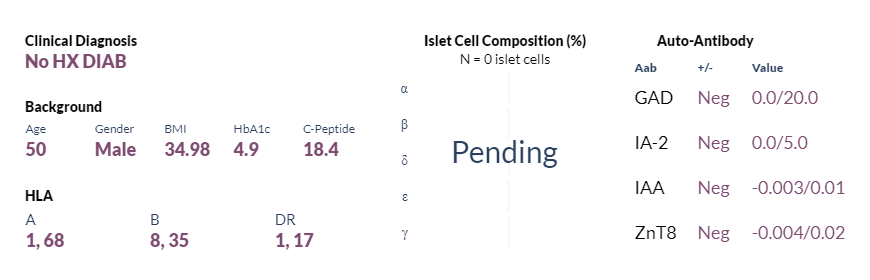 Clinical Diagnosis
No HX DIAB
Background
Age Gender BMI HbA1c C-Peptide
50 Male 34.98 4.9 18.4
HLA
A B DR
1, 68 8, 35 1, 17
Islet Cell Composition (%)
N = 0 islet cells
α
β
δ
ε
γ
Pending
Auto-Antibody
Aab +/- Value
GAD Neg 0.0/20.0
IA-2 Neg 0.0/5.0
IAA Neg -0.003/0.01
ZnT8 Neg -0.004/0.02